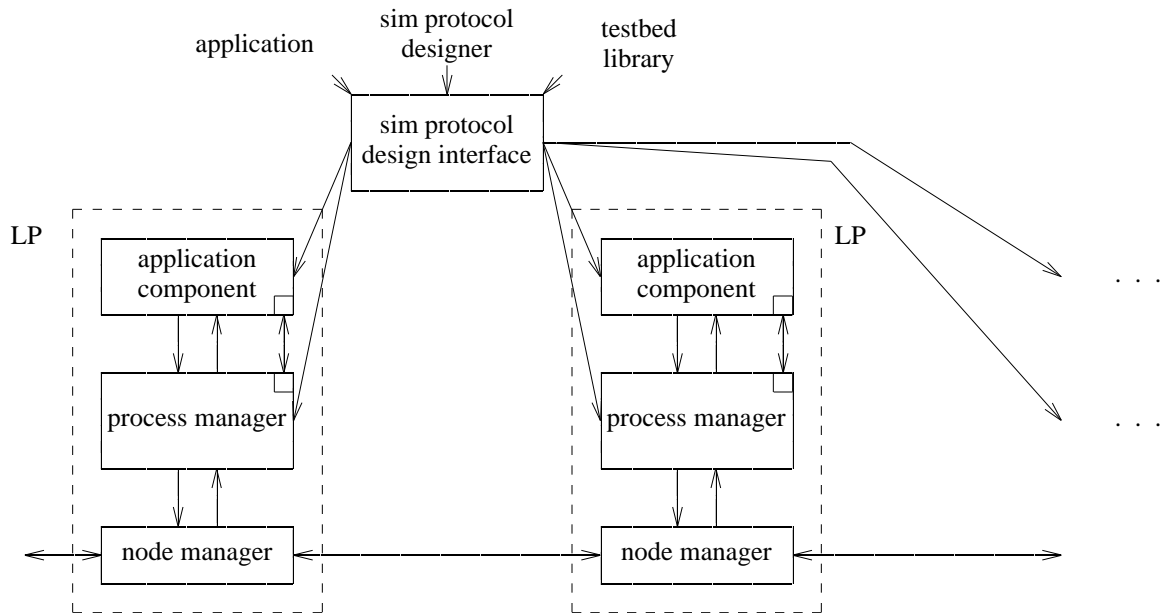 sim protocol
designer
application
testbed
library
sim protocol
design interface
LP
application
component
process manager
node manager
LP
application
component
process manager
node manager
. . .
. . .